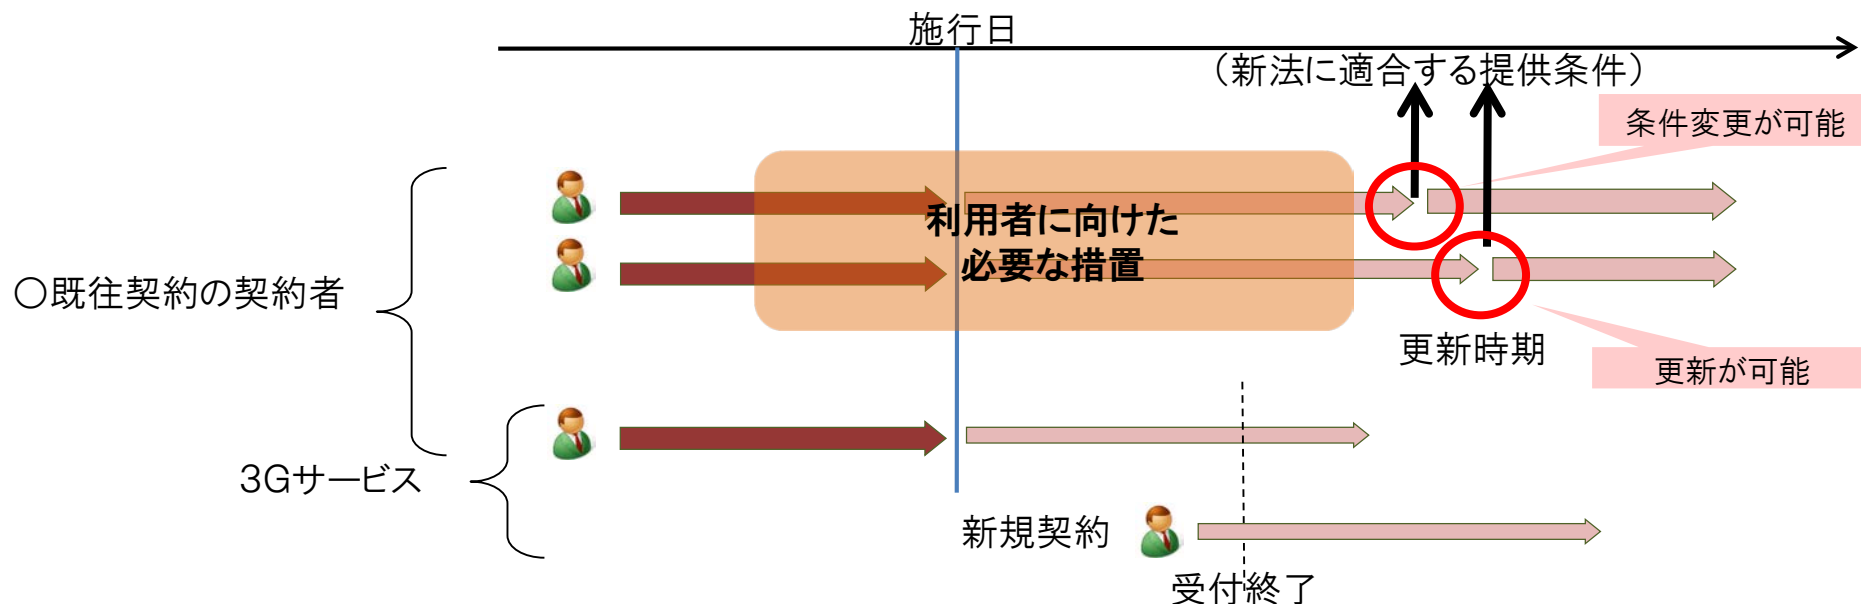 施行日
（新法に適合する提供条件）
条件変更が可能
利用者に向けた
必要な措置
〇既往契約の契約者
更新時期
更新が可能
3Gサービス
新規契約
受付終了